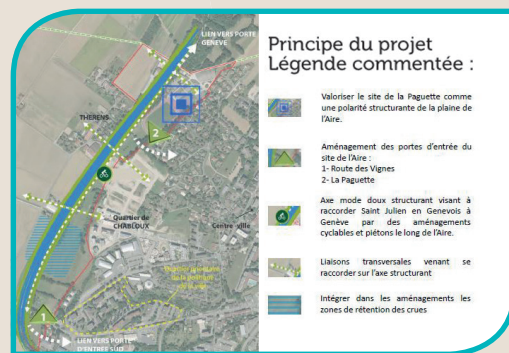 LIEN VERS PORTE
GENEVE
THERENS
2
Quartier de
CHABLOUX
Centre ville
1
LIEN VERS PORTE
D'ENTREE SUD
Principe du projet
Légende commentée :
Valoriser le site de la Paguette comme
une polarité structurante de la plaine de
l'Aire.
Aménagement des portes d'entrée du
site de l'Aire :
1- Route des Vignes
2- La Paguette
Axe mode doux structurant visant à
raccorder Saint Julien en Genevois à
Genève par des aménagements
cyclables et piétons le long de l'Aire.
Liaisons transversales venant se
raccorder sur l'axe structurant
Intégrer dans les aménagements les
zones de rétention des crues